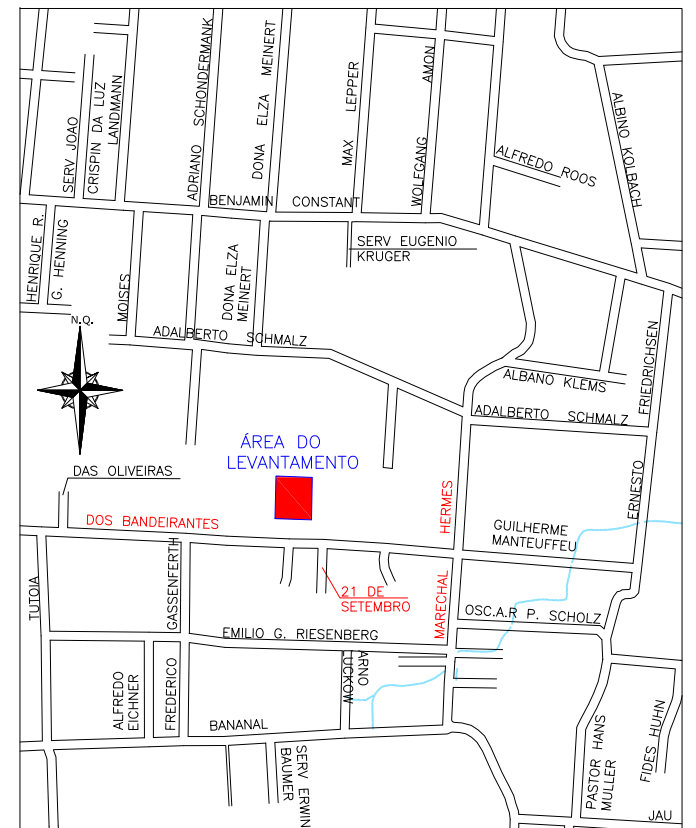 SERV JOAO
CRISPIN DA LUZ
LANDMANN
ADRIANO SCHONDERMANK
DONA ELZA MEINERT
MAX LEPPER
WOLFGANG AMON
ALFREDO ROOS
ALBINO KOLBACH
BENJAMIN CONSTANT
HENRIQUE R.
G. HENNING
MOISES
DONA ELZA
MEINERT
SERV EUGENIO
KRUGER
N.Q.
ADALBERTO SCHMALZ
ALBANO KLEMS
ADALBERTO SCHMALZ
ERNESTO FRIEDRICHSEN
ÁREA DO
LEVANTAMENTO
DAS OLIVEIRAS
DOS BANDEIRANTES
MARECHAL HERMES
GUILHERME
MANTEUFFEU
TUTOIA
GASSENFERTH
21 DE
SETEMBRO
OSC.A.R P. SCHOLZ
EMILIO G. RIESENBERG
ALFREDO
EICHNER
FREDERICO
ARNO
LUCKOW
BANANAL
SERV ERWIN
BAUMER
PASTOR HANS
MULLER
FIDES HUHN
JAU